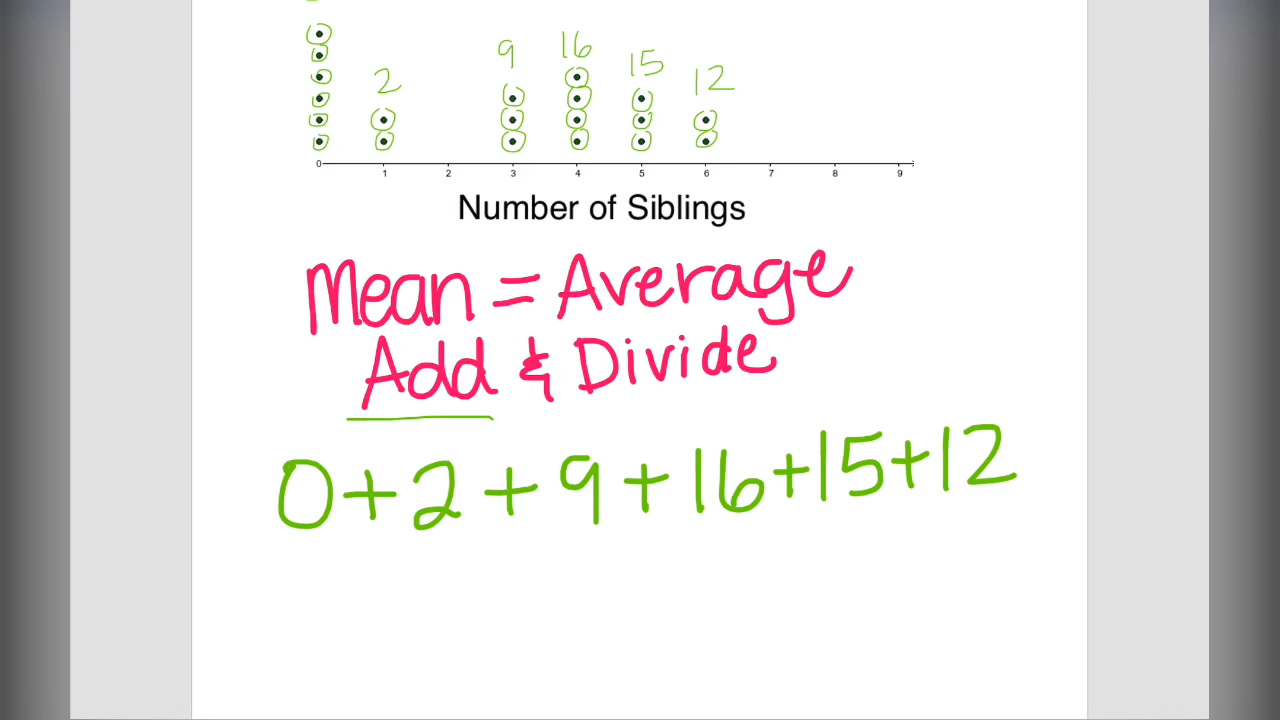 2 9 16 15 12
0 1 2 3 4 5 6 7 8 9
Number of Siblings
Mean = Average
Add & Divide
0+2+9+16+15+12